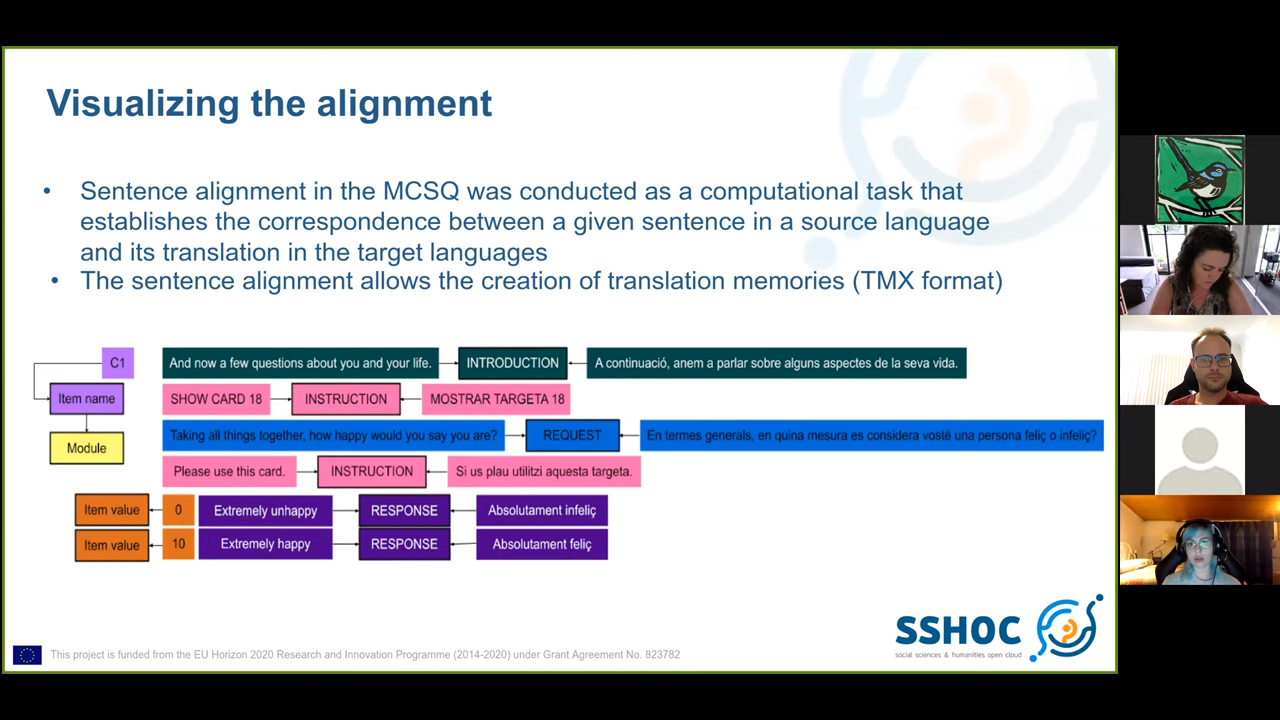 Visualizing the alignment
• Sentence alignment in the MCSQ was conducted as a computational task that
establishes the correspondence between a given sentence in a source language
and its translation in the target languages
• The sentence alignment allows the creation of translation memories (TMX format)
C1 And now a few questions about you and your life. INTRODUCTION A continuació, anem a parlar sobre alguns aspectes de la seva vida.
Item name SHOW CARD 18 INSTRUCTION MOSTRAR TARGETA 18
Module Taking all things together, how happy would you say you are? REQUEST En termes generals, en quina mesura es considera vostè una persona feliç o infeliç?
Please use this card. INSTRUCTION Si us plau utilitzi aquesta targeta.
Item value 0 Extremely unhappy RESPONSE Absolutament infeliç
Item value 10 Extremely happy RESPONSE Absolutament feliç
SSHOC
social sciences & humanities open cloud
This project is funded from the EU Horizon 2020 Research and Innovation Programme (2014-2020) under Grant Agreement No. 823782